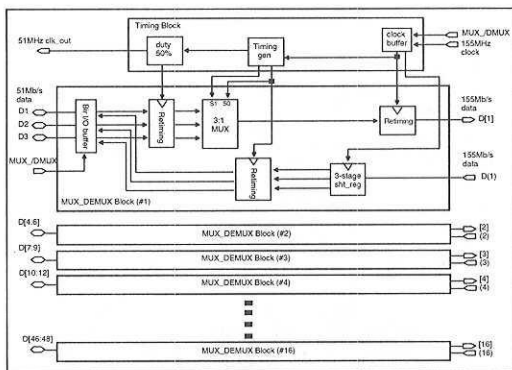 Timing Block
51MHz clk_out
duty
50%
Timing
gen
clock
buffer
MUX_/DMUX
155MHz
clock
51Mb/s
data
D1
D2
D3
MUX_/DMUX
Bi- I/O buffer
Retiming
S1 S0
3:1
MUX
Retiming
155Mb/s
data
D[1]
Retiming
3-stage
shft_reg
155Mb/s
data
D(1)
MUX_DEMUX Block (#1)
D[4:6]
MUX_DEMUX Block (#2)
[2]
(2)
D[7:9]
MUX_DEMUX Block (#3)
[3]
(3)
D[10:12]
MUX_DEMUX Block (#4)
[4]
(4)
D[46:48]
MUX_DEMUX Block (#16)
[16]
(16)